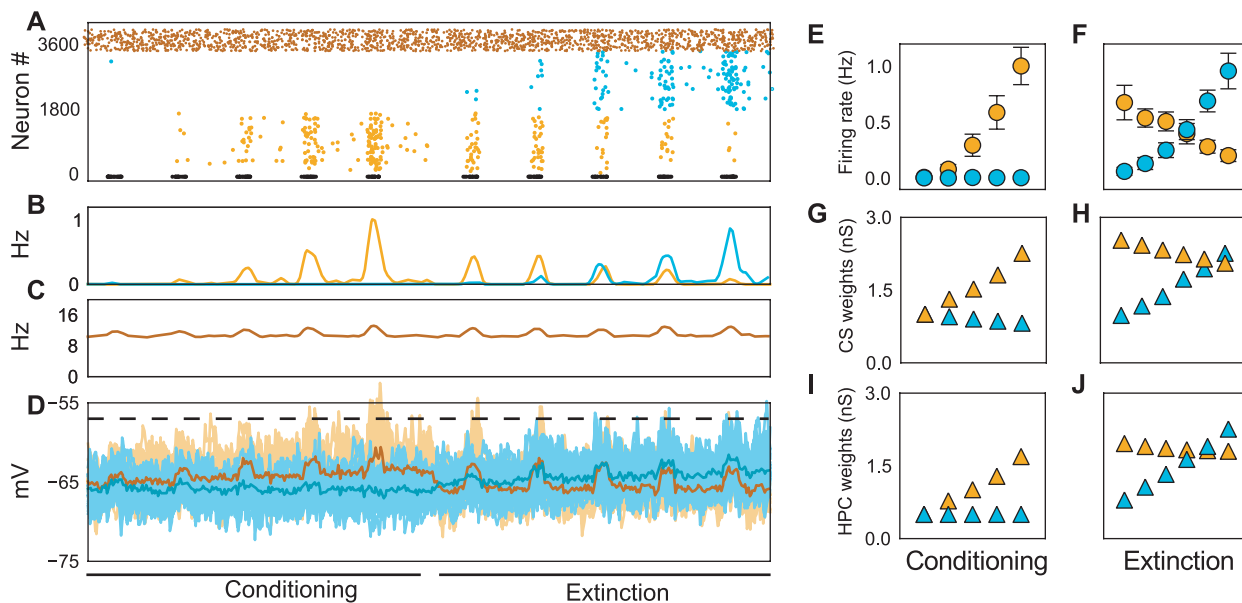 A
3600
1800
0
Neuron #
B
1
0
Hz
C
16
8
0
Hz
D
−55
−65
−75
mV
Conditioning
Extinction
E
1.0
0.5
0.0
Firing rate (Hz)
F
G
3.0
1.5
0.0
CS weights (nS)
H
I
3.0
1.5
0.0
HPC weights (nS)
J
Conditioning
Extinction